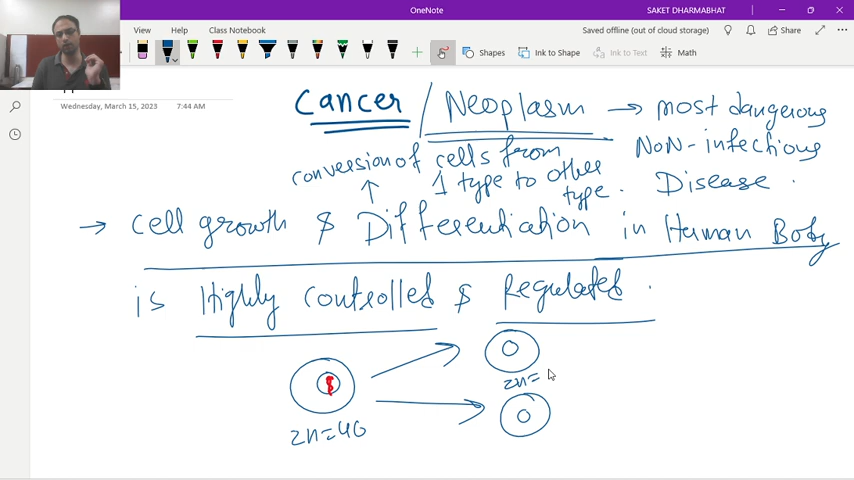 OneNote
SAKET DHARMABHAT
View Help Class Notebook
Saved offline (out of cloud storage)
Share
Shapes
Ink to Shape
Ink to Text
Math
Wednesday, March 15, 2023 7:44 AM
Cancer / Neoplasm → most dangerous
Non-infectious
Disease.
conversion of cells from
1 type to other
type.
→ cell growth & Differentiation in Human Body
is Highly controlled & Regulated.
2n=
2n=46